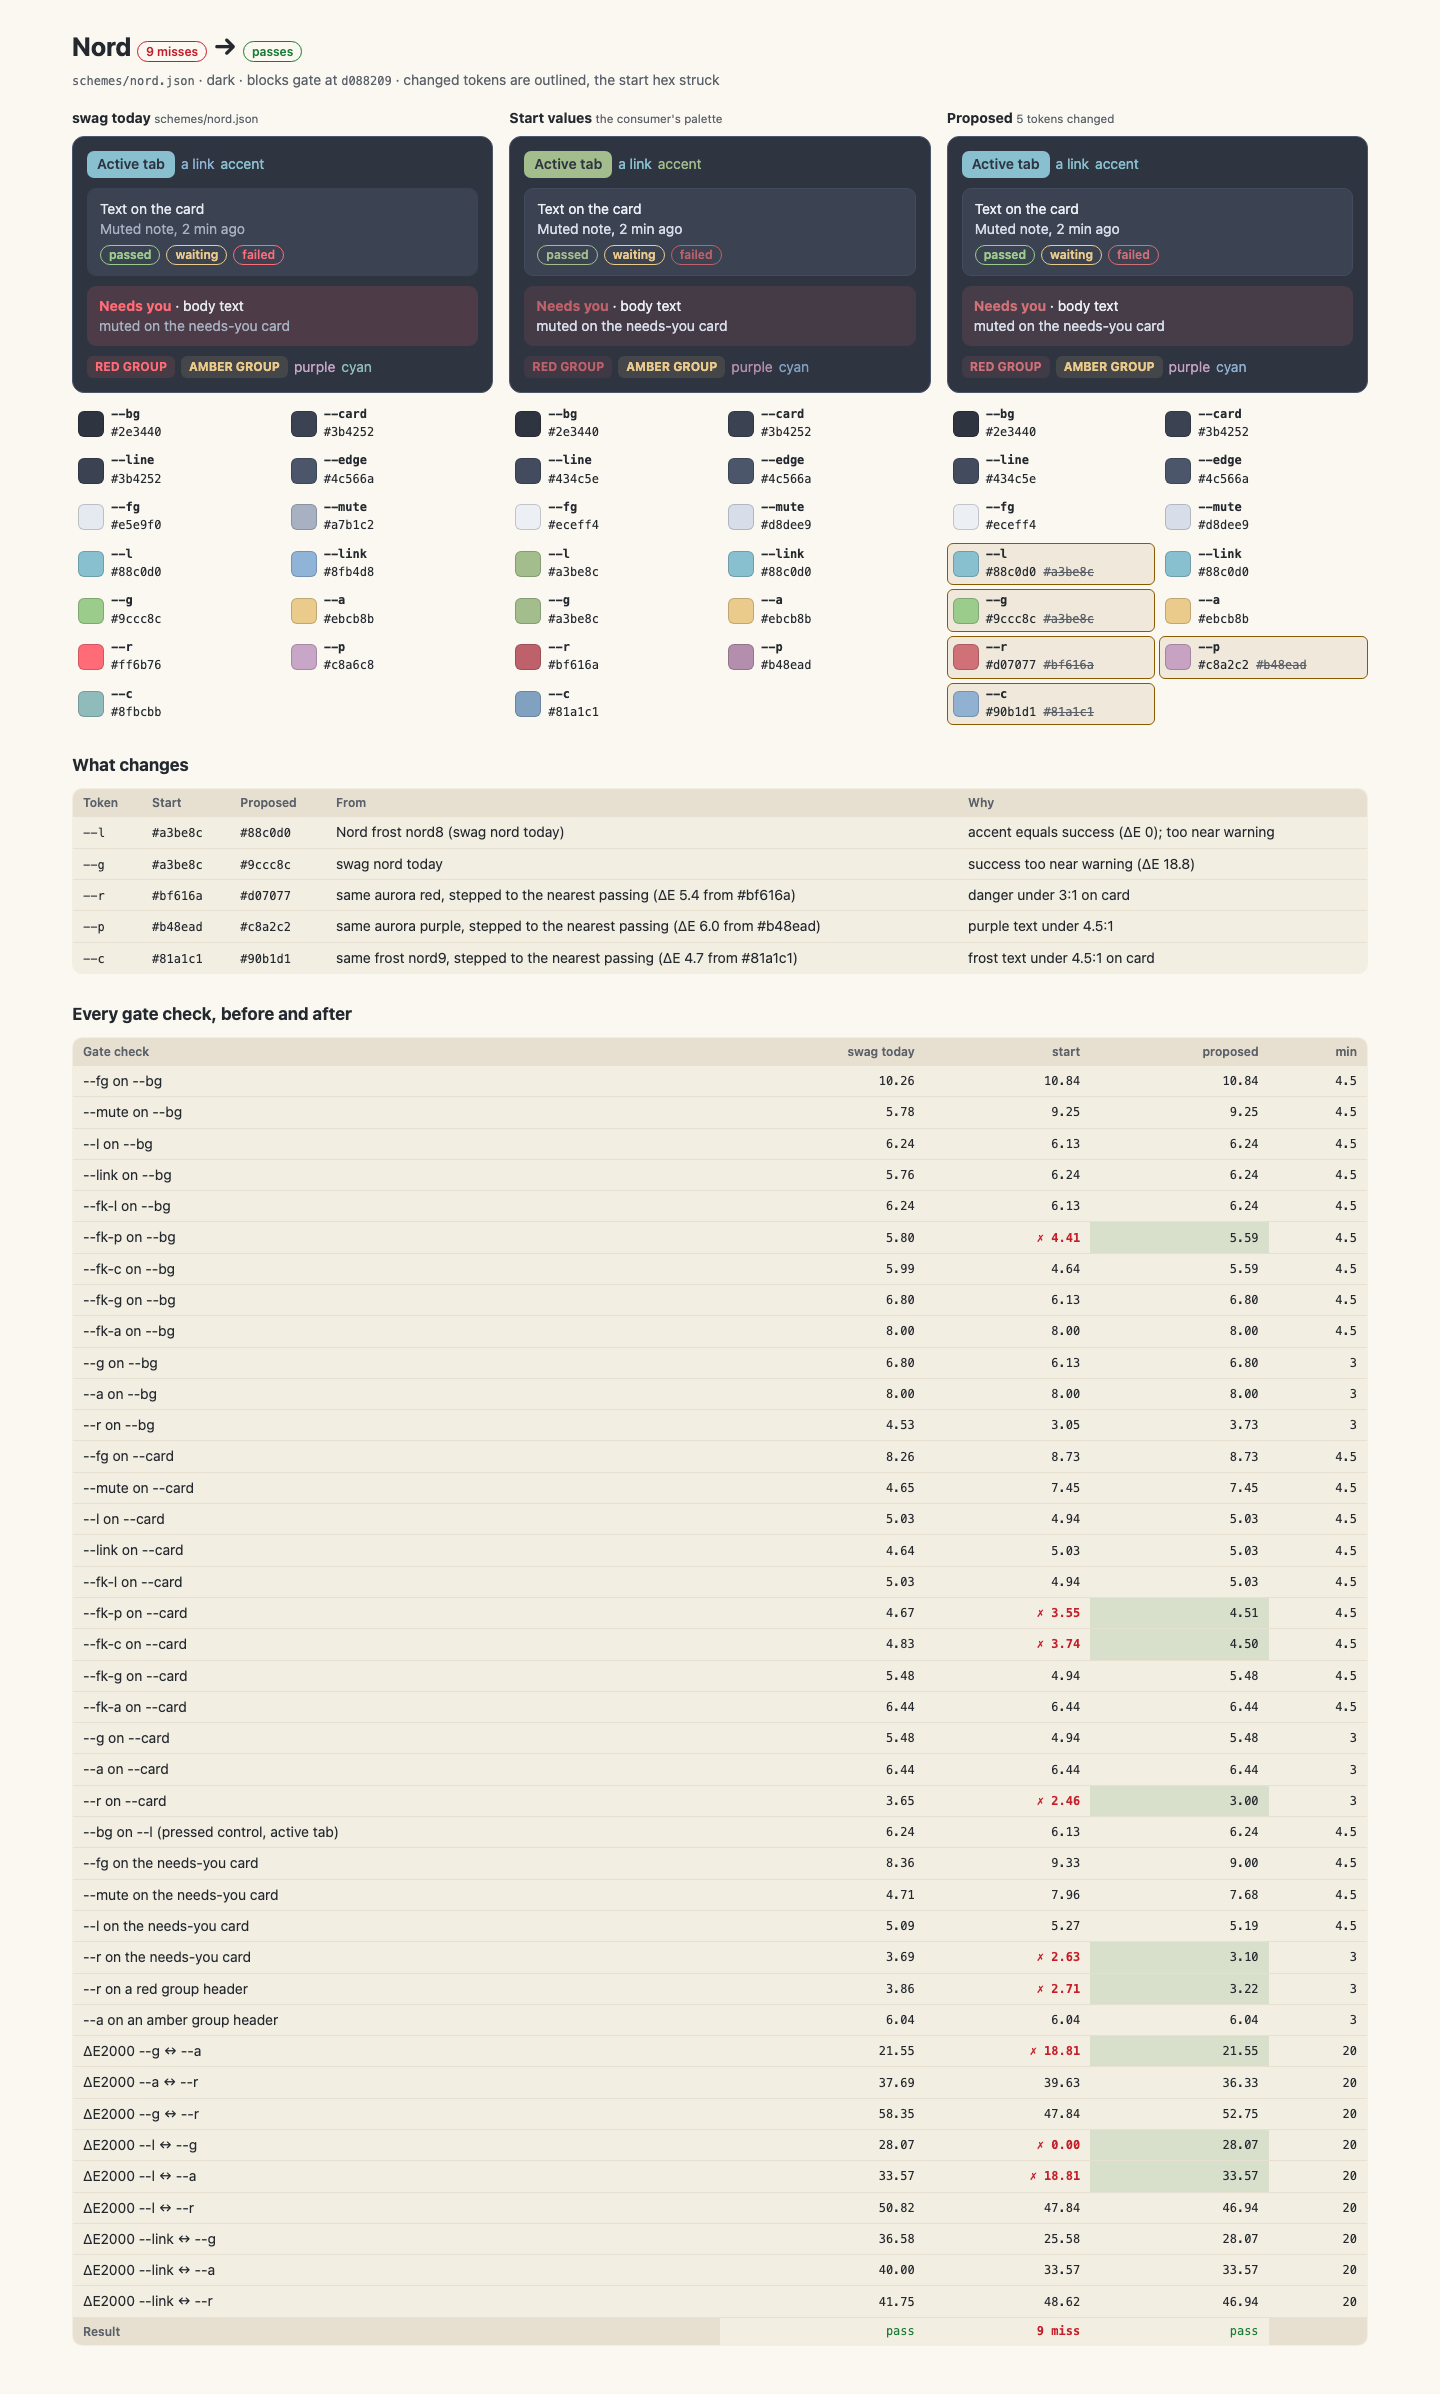 Nord 9 misses → passes
schemes/nord.json · dark · blocks gate at d088209 · changed tokens are outlined, the start hex struck
swag today schemes/nord.json
Active tab a link accent
Text on the card
Muted note, 2 min ago
passed waiting failed
Needs you · body text
muted on the needs-you card
RED GROUP AMBER GROUP purple cyan
--bg
#2e3440
--card
#3b4252
--line
#3b4252
--edge
#4c566a
--fg
#e5e9f0
--mute
#a7b1c2
--l
#88c0d0
--link
#8fb4d8
--g
#9ccc8c
--a
#ebcb8b
--r
#ff6b76
--p
#c8a6c8
--c
#8fbcbb
Start values the consumer's palette
Active tab a link accent
Text on the card
Muted note, 2 min ago
passed waiting failed
Needs you · body text
muted on the needs-you card
RED GROUP AMBER GROUP purple cyan
--bg
#2e3440
--card
#3b4252
--line
#434c5e
--edge
#4c566a
--fg
#eceff4
--mute
#d8dee9
--l
#a3be8c
--link
#88c0d0
--g
#a3be8c
--a
#ebcb8b
--r
#bf616a
--p
#b48ead
--c
#81a1c1
Proposed 5 tokens changed
Active tab a link accent
Text on the card
Muted note, 2 min ago
passed waiting failed
Needs you · body text
muted on the needs-you card
RED GROUP AMBER GROUP purple cyan
--bg
#2e3440
--card
#3b4252
--line
#434c5e
--edge
#4c566a
--fg
#eceff4
--mute
#d8dee9
--l
#88c0d0 #a3be8c
--link
#88c0d0
--g
#9ccc8c #a3be8c
--a
#ebcb8b
--r
#d07077 #bf616a
--p
#c8a2c2 #b48ead
--c
#90b1d1 #81a1c1
What changes
Token Start Proposed From Why
--l #a3be8c #88c0d0 Nord frost nord8 (swag nord today) accent equals success (ΔE 0); too near warning
--g #a3be8c #9ccc8c swag nord today success too near warning (ΔE 18.8)
--r #bf616a #d07077 same aurora red, stepped to the nearest passing (ΔE 5.4 from #bf616a) danger under 3:1 on card
--p #b48ead #c8a2c2 same aurora purple, stepped to the nearest passing (ΔE 6.0 from #b48ead) purple text under 4.5:1
--c #81a1c1 #90b1d1 same frost nord9, stepped to the nearest passing (ΔE 4.7 from #81a1c1) frost text under 4.5:1 on card
Every gate check, before and after
Gate check swag today start proposed min
--fg on --bg 10.26 10.84 10.84 4.5
--mute on --bg 5.78 9.25 9.25 4.5
--l on --bg 6.24 6.13 6.24 4.5
--link on --bg 5.76 6.24 6.24 4.5
--fk-l on --bg 6.24 6.13 6.24 4.5
--fk-p on --bg 5.80 ✗ 4.41 5.59 4.5
--fk-c on --bg 5.99 4.64 5.59 4.5
--fk-g on --bg 6.80 6.13 6.80 4.5
--fk-a on --bg 8.00 8.00 8.00 4.5
--g on --bg 6.80 6.13 6.80 3
--a on --bg 8.00 8.00 8.00 3
--r on --bg 4.53 3.05 3.73 3
--fg on --card 8.26 8.73 8.73 4.5
--mute on --card 4.65 7.45 7.45 4.5
--l on --card 5.03 4.94 5.03 4.5
--link on --card 4.64 5.03 5.03 4.5
--fk-l on --card 5.03 4.94 5.03 4.5
--fk-p on --card 4.67 ✗ 3.55 4.51 4.5
--fk-c on --card 4.83 ✗ 3.74 4.50 4.5
--fk-g on --card 5.48 4.94 5.48 4.5
--fk-a on --card 6.44 6.44 6.44 4.5
--g on --card 5.48 4.94 5.48 3
--a on --card 6.44 6.44 6.44 3
--r on --card 3.65 ✗ 2.46 3.00 3
--bg on --l (pressed control, active tab) 6.24 6.13 6.24 4.5
--fg on the needs-you card 8.36 9.33 9.00 4.5
--mute on the needs-you card 4.71 7.96 7.68 4.5
--l on the needs-you card 5.09 5.27 5.19 4.5
--r on the needs-you card 3.69 ✗ 2.63 3.10 3
--r on a red group header 3.86 ✗ 2.71 3.22 3
--a on an amber group header 6.04 6.04 6.04 3
ΔE2000 --g ↔ --a 21.55 ✗ 18.81 21.55 20
ΔE2000 --a ↔ --r 37.69 39.63 36.33 20
ΔE2000 --g ↔ --r 58.35 47.84 52.75 20
ΔE2000 --l ↔ --g 28.07 ✗ 0.00 28.07 20
ΔE2000 --l ↔ --a 33.57 ✗ 18.81 33.57 20
ΔE2000 --l ↔ --r 50.82 47.84 46.94 20
ΔE2000 --link ↔ --g 36.58 25.58 28.07 20
ΔE2000 --link ↔ --a 40.00 33.57 33.57 20
ΔE2000 --link ↔ --r 41.75 48.62 46.94 20
Result pass 9 miss pass